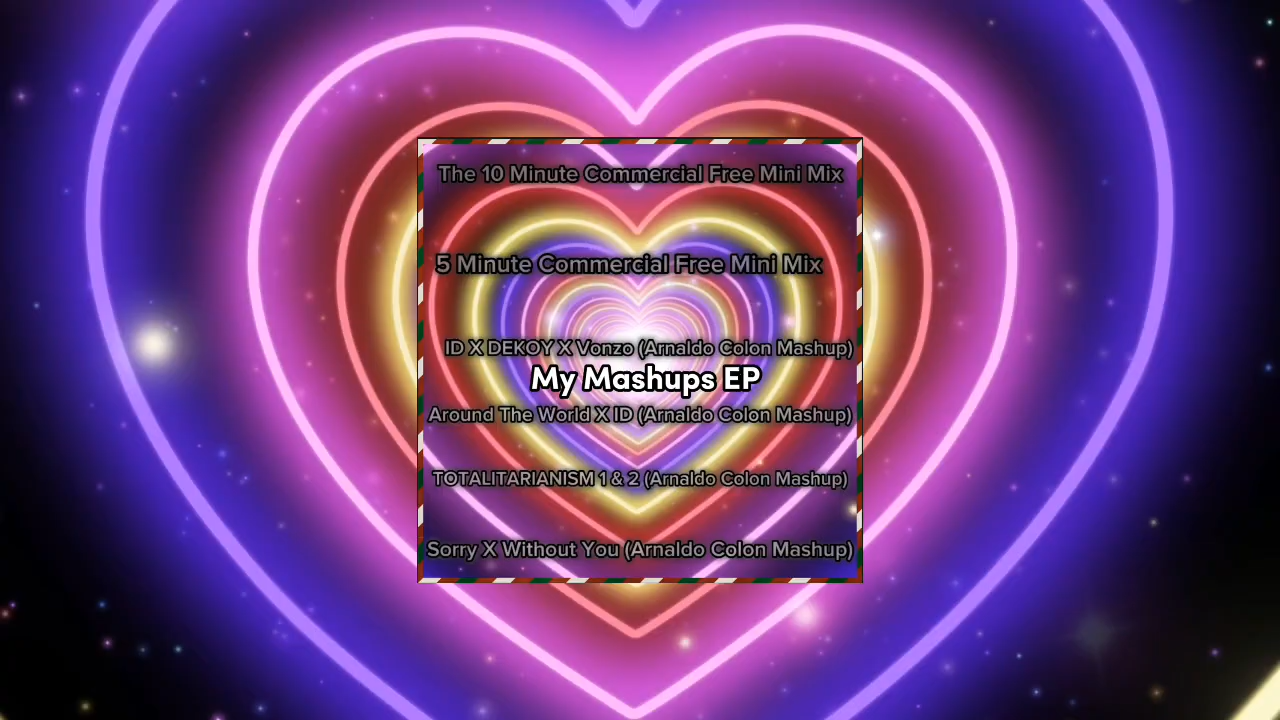 The 10 Minute Commercial Free Mini Mix
5 Minute Commercial Free Mini Mix
ID X DEKOY X Vonzo (Arnaldo Colon Mashup)
My Mashups EP
Around The World X ID (Arnaldo Colon Mashup)
TOTALITARIANISM 1 & 2 (Arnaldo Colon Mashup)
Sorry X Without You (Arnaldo Colon Mashup)